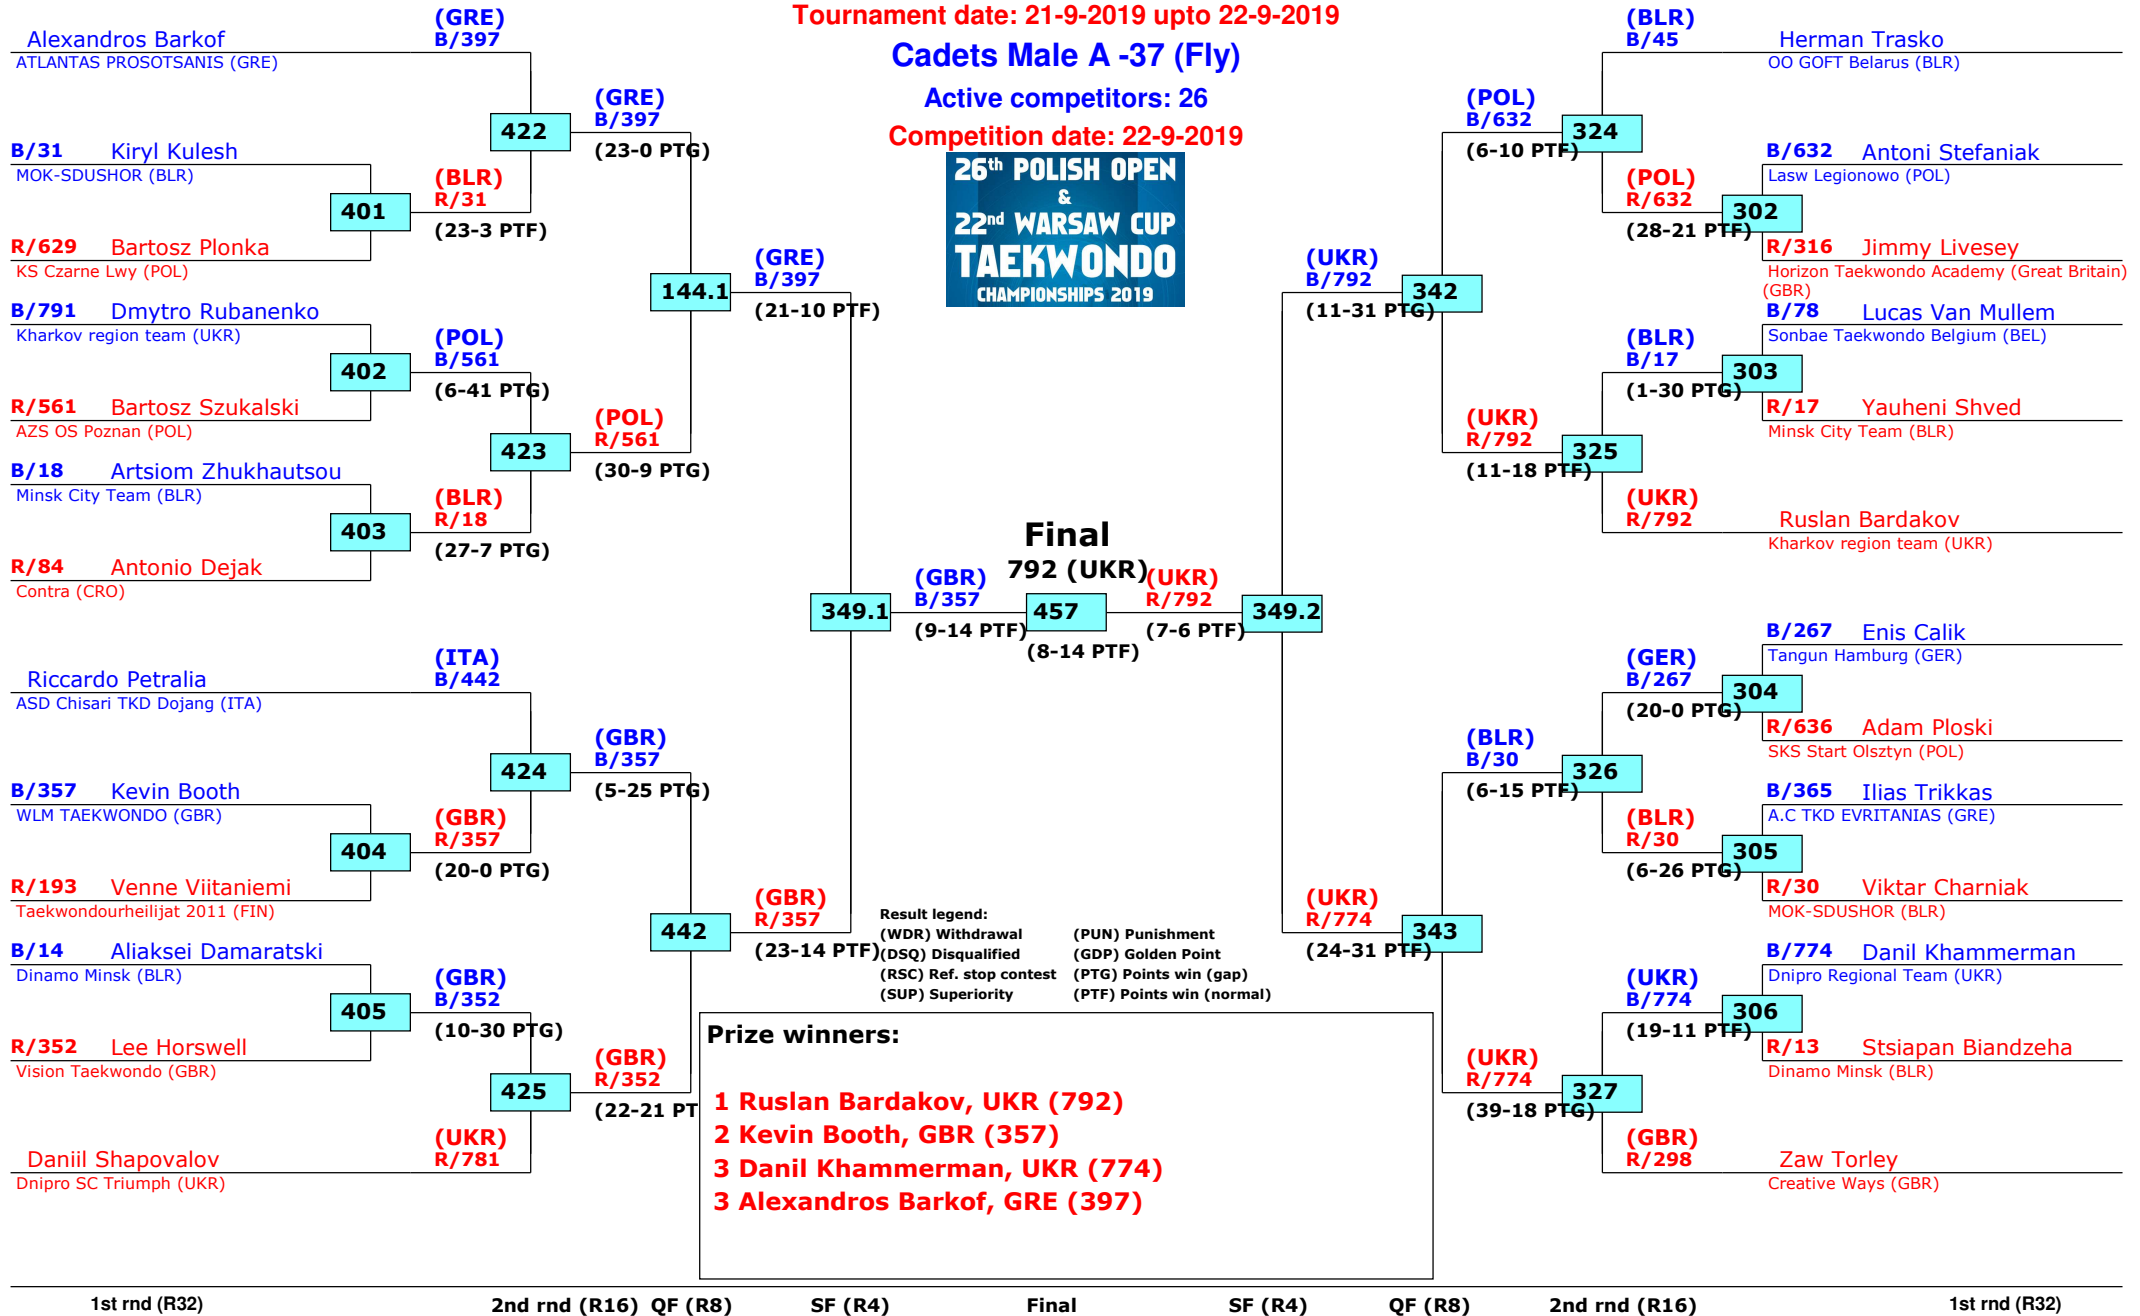 Tournament date: 21-9-2019 upto 22-9-2019
Cadets Male A -37 (Fly)
Active competitors: 26
Competition date: 22-9-2019
26th POLISH OPEN
&
22nd WARSAW CUP
TAEKWONDO
CHAMPIONSHIPS 2019
Alexandros Barkof
ATLANTAS PROSOTSANIS (GRE)
(GRE)
B/397
B/31 Kiryl Kulesh
MOK-SDUSHOR (BLR)
401
R/629 Bartosz Plonka
KS Czarne Lwy (POL)
(BLR)
R/31
(23-3 PTF)
422
(GRE)
B/397
(23-0 PTG)
B/791 Dmytro Rubanenko
Kharkov region team (UKR)
402
R/561 Bartosz Szukalski
AZS OS Poznan (POL)
(POL)
B/561
(6-41 PTG)
B/18 Artsiom Zhukhautsou
Minsk City Team (BLR)
403
R/84 Antonio Dejak
Contra (CRO)
(BLR)
R/18
(27-7 PTG)
423
(POL)
R/561
(30-9 PTG)
144.1
(GRE)
B/397
(21-10 PTF)
Riccardo Petralia
ASD Chisari TKD Dojang (ITA)
(ITA)
B/442
B/357 Kevin Booth
WLM TAEKWONDO (GBR)
404
R/193 Venne Viitaniemi
Taekwondourheilijat 2011 (FIN)
(GBR)
R/357
(20-0 PTG)
424
(GBR)
B/357
(5-25 PTG)
B/14 Aliaksei Damaratski
Dinamo Minsk (BLR)
405
R/352 Lee Horswell
Vision Taekwondo (GBR)
(GBR)
B/352
(10-30 PTG)
Daniil Shapovalov
Dnipro SC Triumph (UKR)
(UKR)
R/781
425
(GBR)
R/352
(22-21 PT
442
(GBR)
R/357
(23-14 PTF)
349.1
(GBR)
B/357
(9-14 PTF)
Final
792 (UKR)
457
(8-14 PTF)
(UKR)
R/792
(7-6 PTF)
349.2
(UKR)
B/792
(11-31 PTG)
342
(POL)
B/632
(6-10 PTF)
324
(BLR)
B/45
Herman Trasko
OO GOFT Belarus (BLR)
(POL)
R/632
(28-21 PTF)
302
B/632 Antoni Stefaniak
Lasw Legionowo (POL)
R/316 Jimmy Livesey
Horizon Taekwondo Academy (Great Britain)
(GBR)
B/78 Lucas Van Mullem
Sonbae Taekwondo Belgium (BEL)
(BLR)
B/17
(1-30 PTG)
303
R/17 Yauheni Shved
Minsk City Team (BLR)
(UKR)
R/792
(11-18 PTF)
325
(UKR)
R/792
Ruslan Bardakov
Kharkov region team (UKR)
B/267 Enis Calik
Tangun Hamburg (GER)
(GER)
B/267
(20-0 PTG)
304
R/636 Adam Ploski
SKS Start Olsztyn (POL)
(BLR)
B/30
(6-15 PTF)
326
B/365 Ilias Trikkas
A.C TKD EVRITANIAS (GRE)
(BLR)
R/30
(6-26 PTG)
305
R/30 Viktar Charniak
MOK-SDUSHOR (BLR)
(UKR)
R/774
(24-31 PTF)
343
B/774 Danil Khammerman
Dnipro Regional Team (UKR)
(UKR)
B/774
(19-11 PTF)
306
R/13 Stsiapan Biandzeha
Dinamo Minsk (BLR)
(UKR)
R/774
(39-18 PTG)
327
(GBR)
R/298
Zaw Torley
Creative Ways (GBR)
Result legend:
(WDR) Withdrawal (PUN) Punishment
(DSQ) Disqualified (GDP) Golden Point
(RSC) Ref. stop contest (PTG) Points win (gap)
(SUP) Superiority (PTF) Points win (normal)
Prize winners:
1 Ruslan Bardakov, UKR (792)
2 Kevin Booth, GBR (357)
3 Danil Khammerman, UKR (774)
3 Alexandros Barkof, GRE (397)
1st rnd (R32) 2nd rnd (R16) QF (R8) SF (R4) Final SF (R4) QF (R8) 2nd rnd (R16) 1st rnd (R32)